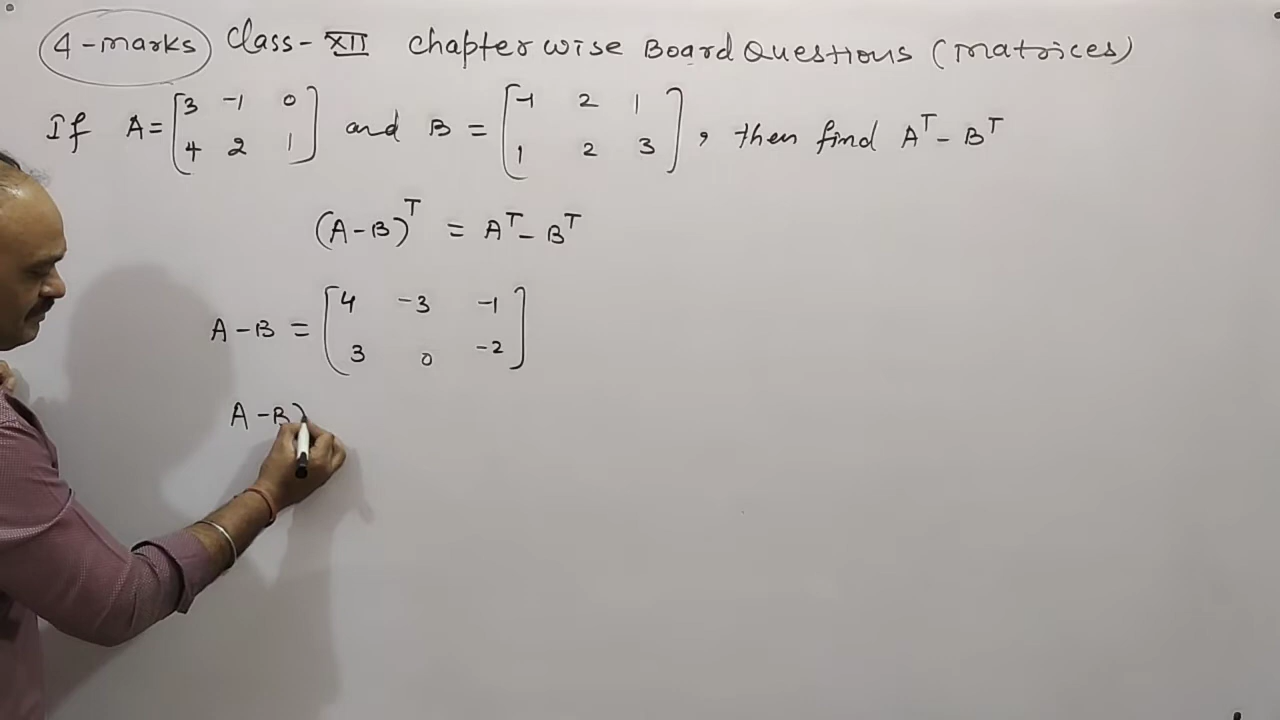 4-marks Class-XII Chapterwise Board Questions (Matrices)
If A = [3 -1 0
4 2 1] and B = [-1 2 1
1 2 3], then find A^T - B^T
(A-B)^T = A^T - B^T
A-B = [4 -3 -1
3 0 -2]
A-B)